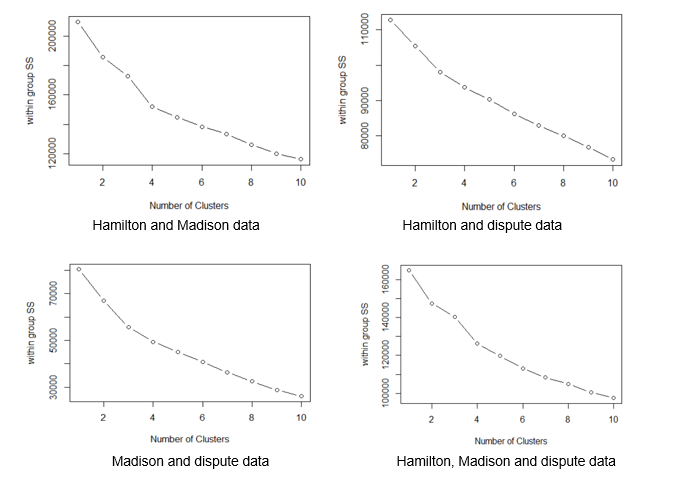 within group SS
200000
160000
120000
2 4 6 8 10
Number of Clusters
Hamilton and Madison data
within group SS
110000
90000
80000
2 4 6 8 10
Number of Clusters
Hamilton and dispute data
within group SS
70000
50000
30000
2 4 6 8 10
Number of Clusters
Madison and dispute data
within group SS
160000
140000
120000
100000
2 4 6 8 10
Number of Clusters
Hamilton, Madison and dispute data